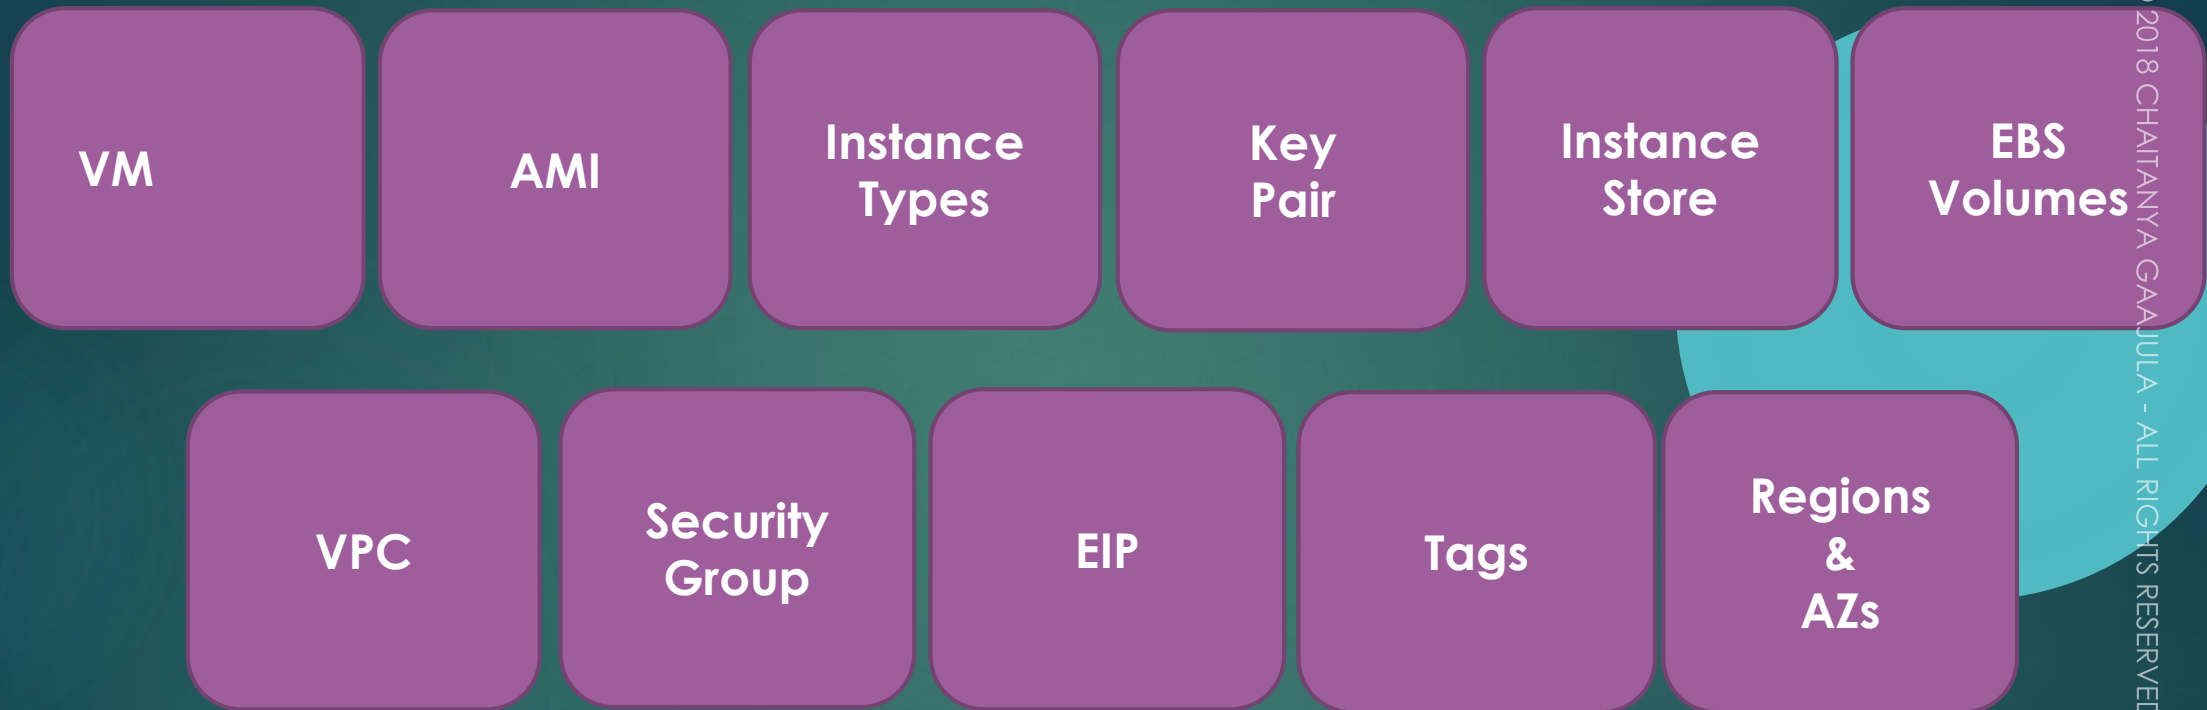 VM
AMI
Instance
Types
Key
Pair
Instance
Store
EBS
Volumes
VPC
Security
Group
EIP
Tags
Regions
&
AZs
2018 CHAITANYA GAAJULA - ALL RIGHTS RESERVED